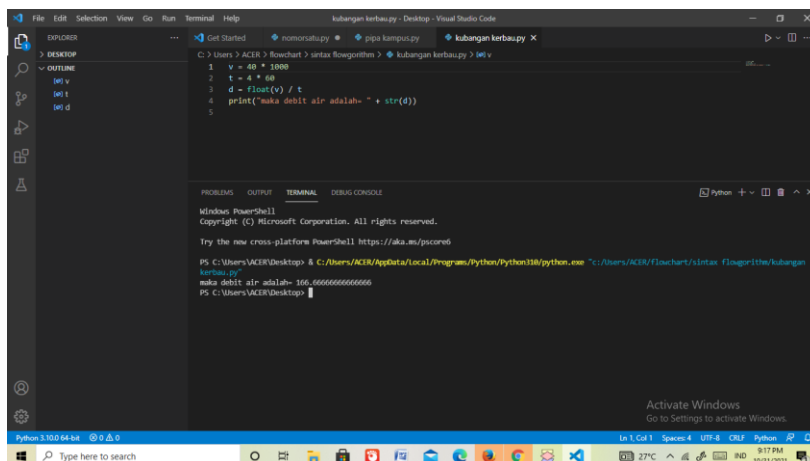 File Edit Selection View Go Run Terminal Help
kubangan kerbau.py - Desktop - Visual Studio Code
EXPLORER
DESKTOP
OUTLINE
v
t
d
Get Started
nomorsatu.py
pipa kampus.py
kubangan kerbau.py
C: > Users > ACER > flowchart > sintax flowgorithm > kubangan kerbau.py > v
1 v = 40 * 1000
2 t = 4 * 60
3 d = float(v) / t
4 print("maka debit air adalah= " + str(d))
5
PROBLEMS OUTPUT TERMINAL DEBUG CONSOLE
Python
Windows PowerShell
Copyright (C) Microsoft Corporation. All rights reserved.
Try the new cross-platform PowerShell https://aka.ms/pscore6
PS C:\Users\ACER\Desktop> & C:/Users/ACER/AppData/Local/Programs/Python/Python310/python.exe "c:/Users/ACER/flowchart/sintax flowgorithm/kubangan
kerbau.py"
maka debit air adalah= 166.66666666666666
PS C:\Users\ACER\Desktop>
Activate Windows
Go to Settings to activate Windows.
Python 3.10.0 64-bit 0 0
Ln 1, Col 1 Spaces: 4 UTF-8 CRLF Python
Type here to search
27°C
IND
9:17 PM
10/31/2021